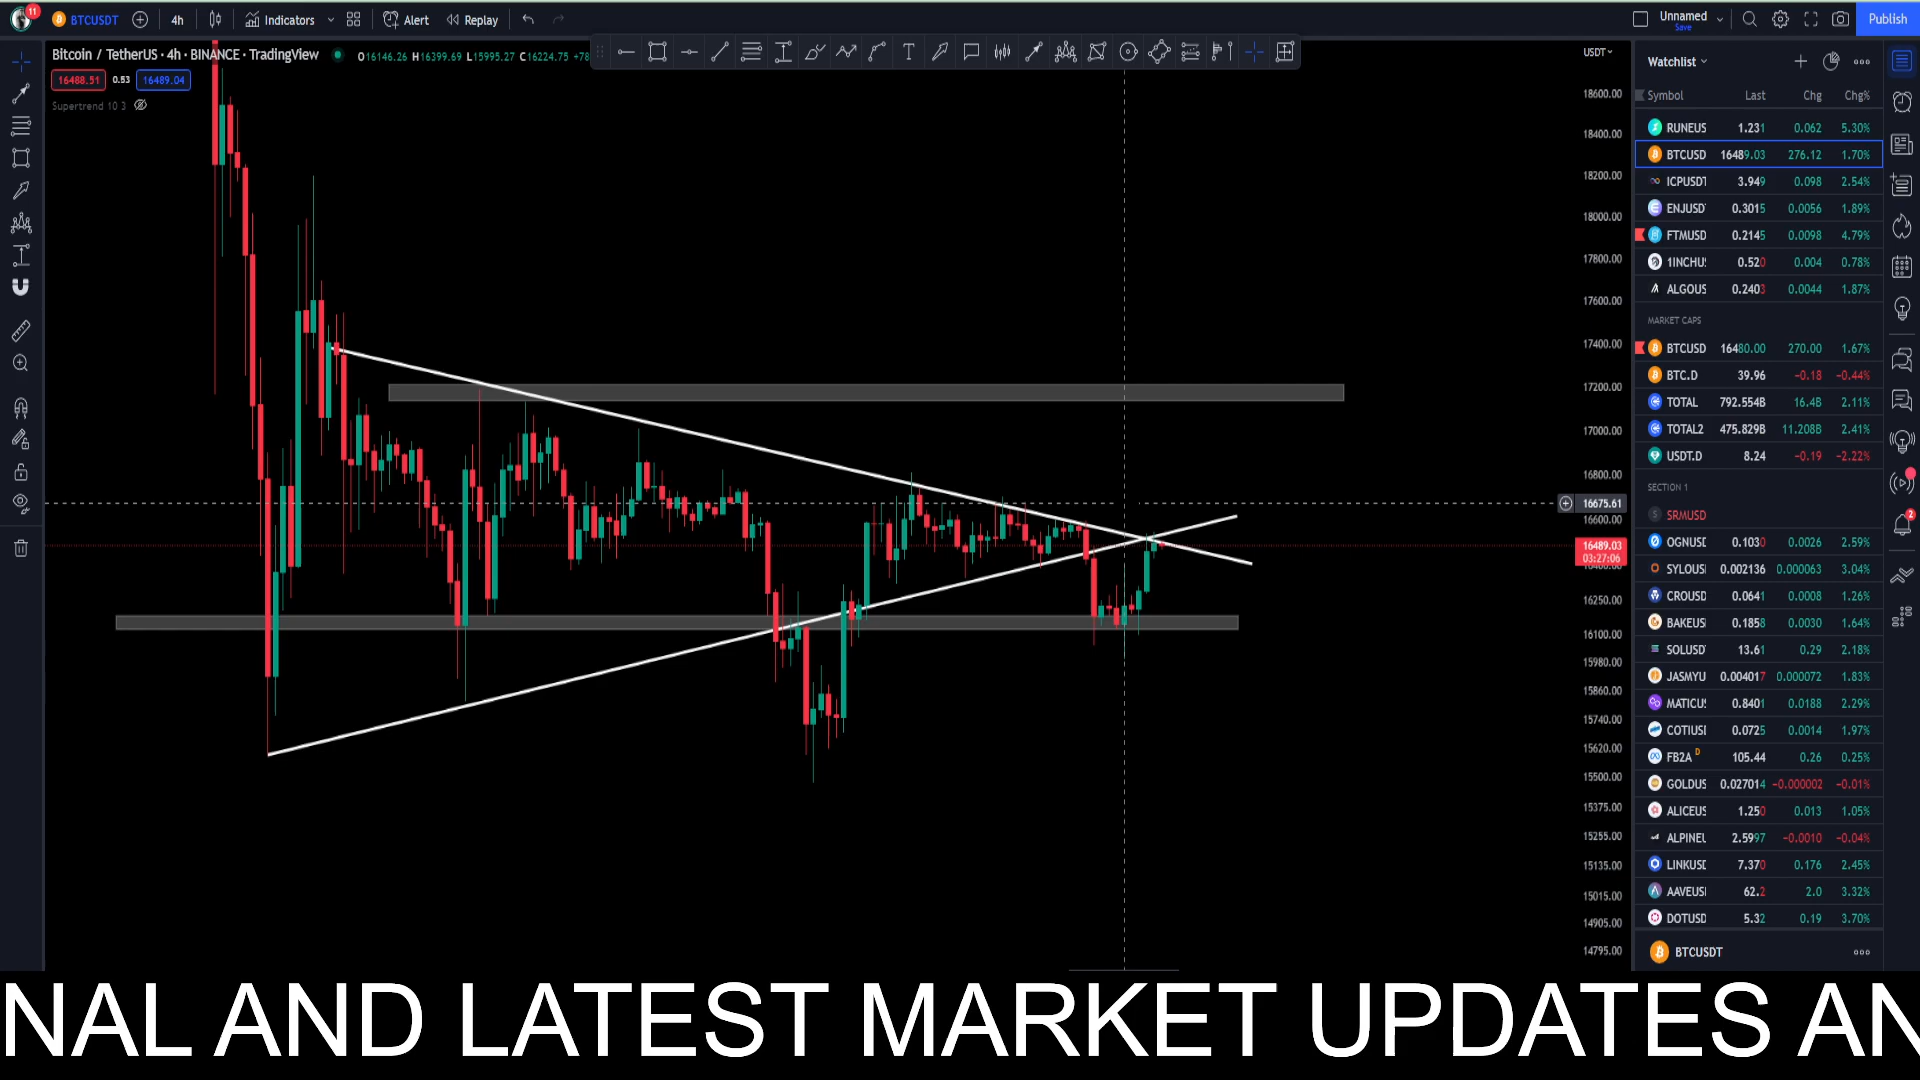 11 BTCUSDT 4h Indicators Alert Replay Unnamed Save Publish
Bitcoin / TetherUS · 4h · BINANCE · TradingView O16146.26 H16399.69 L15995.27 C16224.75 +78
16488.51 0.53 16489.04
Supertrend 10 3
USDT
18600.00
18400.00
18200.00
18000.00
17800.00
17600.00
17400.00
17200.00
17000.00
16800.00
16675.61
16600.00
16489.03
03:27:06
16250.00
16100.00
15980.00
15860.00
15740.00
15620.00
15500.00
15375.00
15255.00
15135.00
15015.00
14905.00
14795.00
Watchlist
Symbol Last Chg Chg%
RUNEUS 1.231 0.062 5.30%
BTCUSD 16489.03 276.12 1.70%
ICPUSDT 3.949 0.098 2.54%
ENJUSD 0.3015 0.0056 1.89%
FTMUSD 0.2145 0.0098 4.79%
1INCHU 0.520 0.004 0.78%
ALGOUS 0.2403 0.0044 1.87%
MARKET CAPS
BTCUSD 16480.00 270.00 1.67%
BTC.D 39.96 −0.18 −0.44%
TOTAL 792.554B 16.4B 2.11%
TOTAL2 475.829B 11.208B 2.41%
USDT.D 8.24 −0.19 −2.22%
SECTION 1
SRMUSD
OGNUSD 0.1030 0.0026 2.59%
SYLOUS 0.002136 0.000063 3.04%
CROUSD 0.0641 0.0008 1.26%
BAKEUS 0.1858 0.0030 1.64%
SOLUSD 13.61 0.29 2.18%
JASMYU 0.004017 0.000072 1.83%
MATICU 0.8401 0.0188 2.29%
COTIUS 0.0725 0.0014 1.97%
FB2A D 105.44 0.26 0.25%
GOLDUS 0.027014 −0.000002 −0.01%
ALICEUS 1.250 0.013 1.05%
ALPINEU 2.5997 −0.0010 −0.04%
LINKUSD 7.370 0.176 2.45%
AAVEUS 62.2 2.0 3.32%
DOTUSD 5.32 0.19 3.70%
BTCUSDT
2
NAL AND LATEST MARKET UPDATES AN